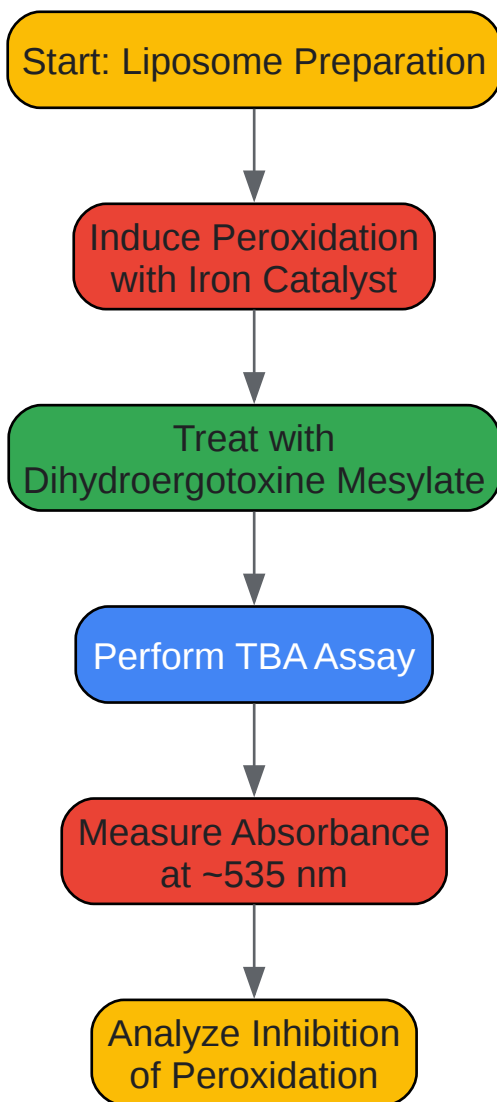 Start: Liposome Preparation
Induce Peroxidation
with Iron Catalyst
Treat with
Dihydroergotoxine Mesylate
Perform TBA Assay
Measure Absorbance
at ~535 nm
Analyze Inhibition
of Peroxidation